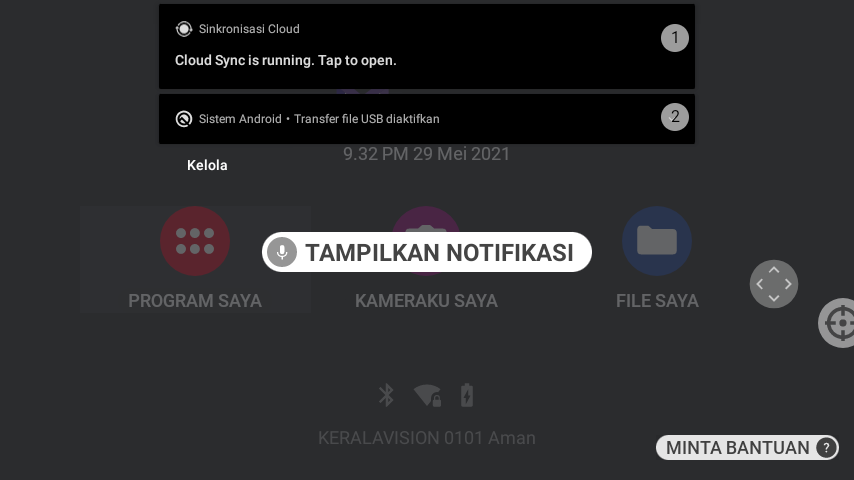 Sinkronisasi Cloud
1
Cloud Sync is running. Tap to open.
Sistem Android • Transfer file USB diaktifkan
2
Kelola
9.32 PM 29 Mei 2021
TAMPILKAN NOTIFIKASI
PROGRAM SAYA
KAMERAKU SAYA
FILE SAYA
KERALAVISION 0101 Aman
MINTA BANTUAN ?